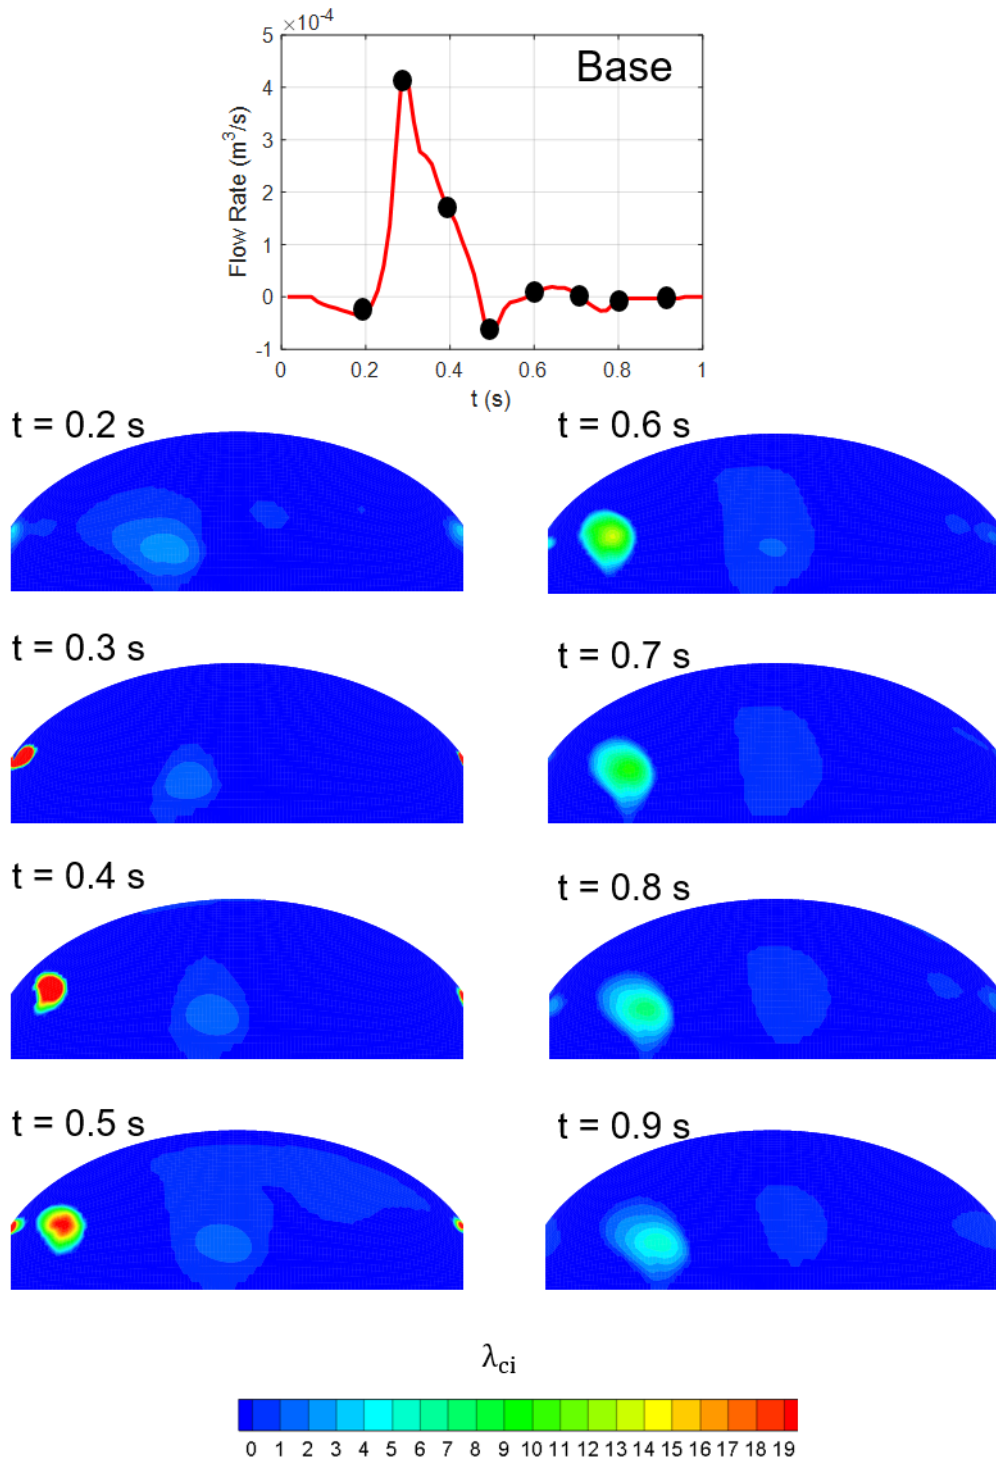 ×10⁻⁴
5
4
3
2
1
0
-1
Flow Rate (m³/s)
Base
0 0.2 0.4 0.6 0.8 1
t (s)
t = 0.2 s
t = 0.6 s
t = 0.3 s
t = 0.7 s
t = 0.4 s
t = 0.8 s
t = 0.5 s
t = 0.9 s
λci
0 1 2 3 4 5 6 7 8 9 10 11 12 13 14 15 16 17 18 19